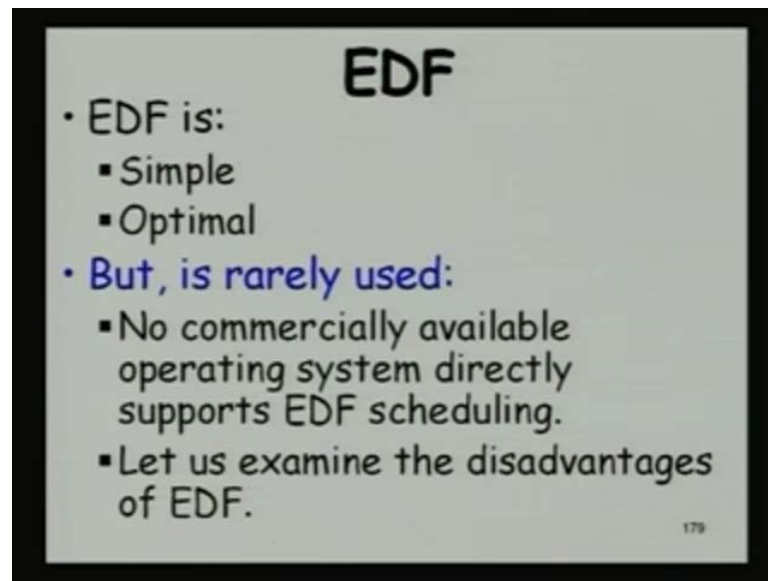 EDF
• EDF is:
▪ Simple
▪ Optimal
• But, is rarely used:
▪ No commercially available
operating system directly
supports EDF scheduling.
▪ Let us examine the disadvantages
of EDF.
179